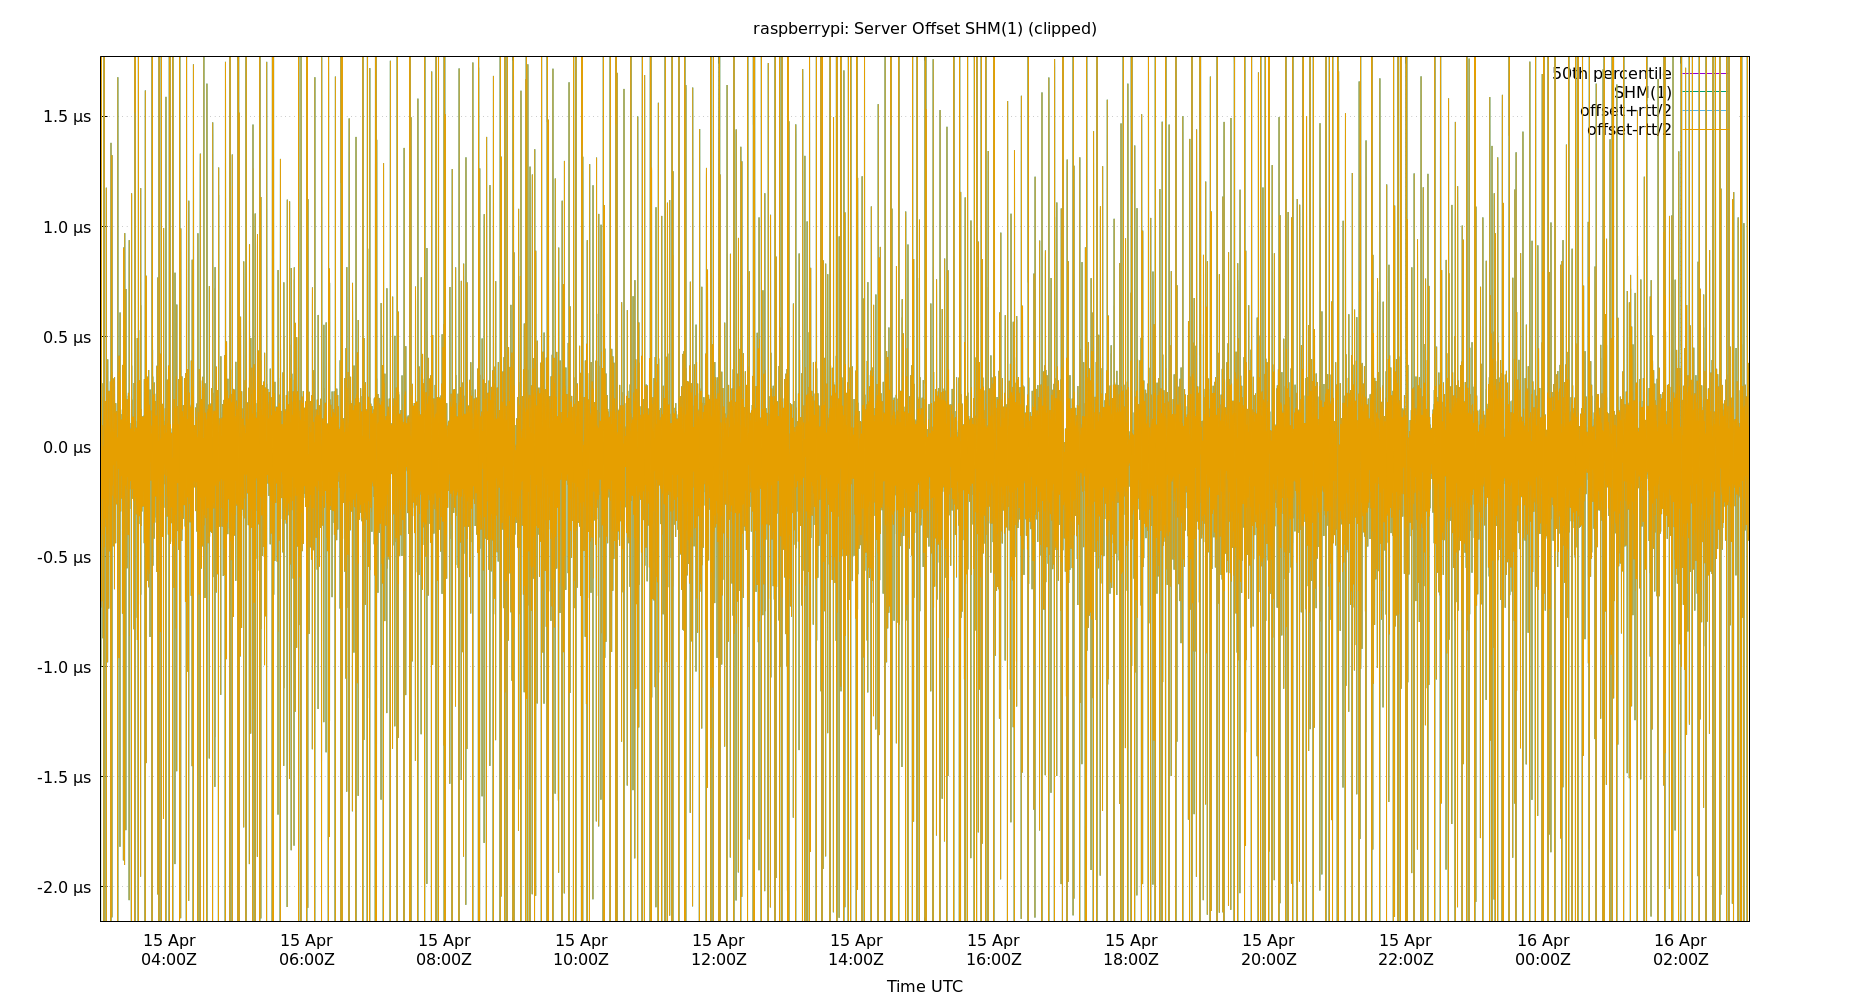 raspberrypi: Server Offset SHM(1) (clipped)
50th percentile
SHM(1)
offset+rtt/2
offset-rtt/2
1.5 µs
1.0 µs
0.5 µs
0.0 µs
-0.5 µs
-1.0 µs
-1.5 µs
-2.0 µs
15 Apr 15 Apr 15 Apr 15 Apr 15 Apr 15 Apr 15 Apr 15 Apr 15 Apr 15 Apr 16 Apr 16 Apr
04:00Z 06:00Z 08:00Z 10:00Z 12:00Z 14:00Z 16:00Z 18:00Z 20:00Z 22:00Z 00:00Z 02:00Z
Time UTC